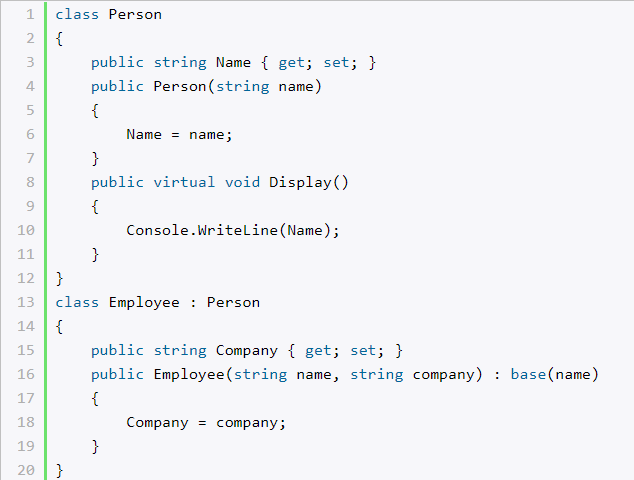 1 class Person
2 {
3     public string Name { get; set; }
4     public Person(string name)
5     {
6         Name = name;
7     }
8     public virtual void Display()
9     {
10         Console.WriteLine(Name);
11     }
12 }
13 class Employee : Person
14 {
15     public string Company { get; set; }
16     public Employee(string name, string company) : base(name)
17     {
18         Company = company;
19     }
20 }